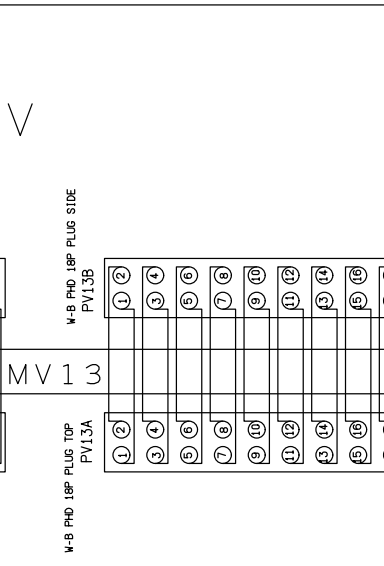 V
W-B PHD 18P PLUG SIDE
PV13B
2 4 6 8 10 12 14 16
1 3 5 7 9 11 13 15
MV13
W-B PHD 18P PLUG TOP
PV13A
2 4 6 8 10 12 14 16
1 3 5 7 9 11 13 15